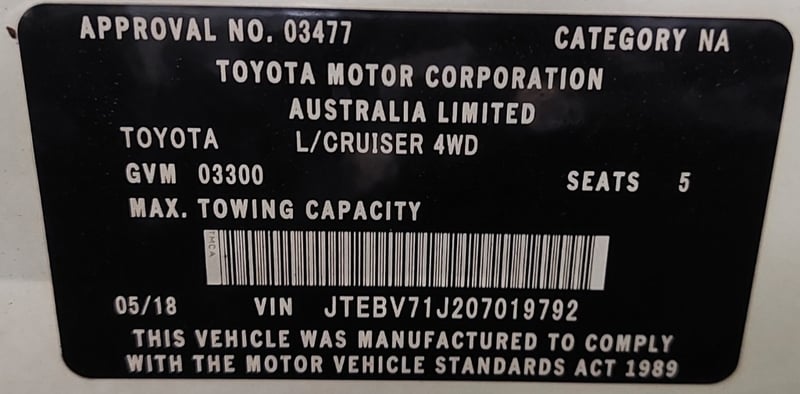 APPROVAL NO. 03477 CATEGORY NA
TOYOTA MOTOR CORPORATION
AUSTRALIA LIMITED
TOYOTA L/CRUISER 4WD
GVM 03300 SEATS 5
MAX. TOWING CAPACITY
TMCA
05/18 VIN JTEBV71J207019792
THIS VEHICLE WAS MANUFACTURED TO COMPLY
WITH THE MOTOR VEHICLE STANDARDS ACT 1989